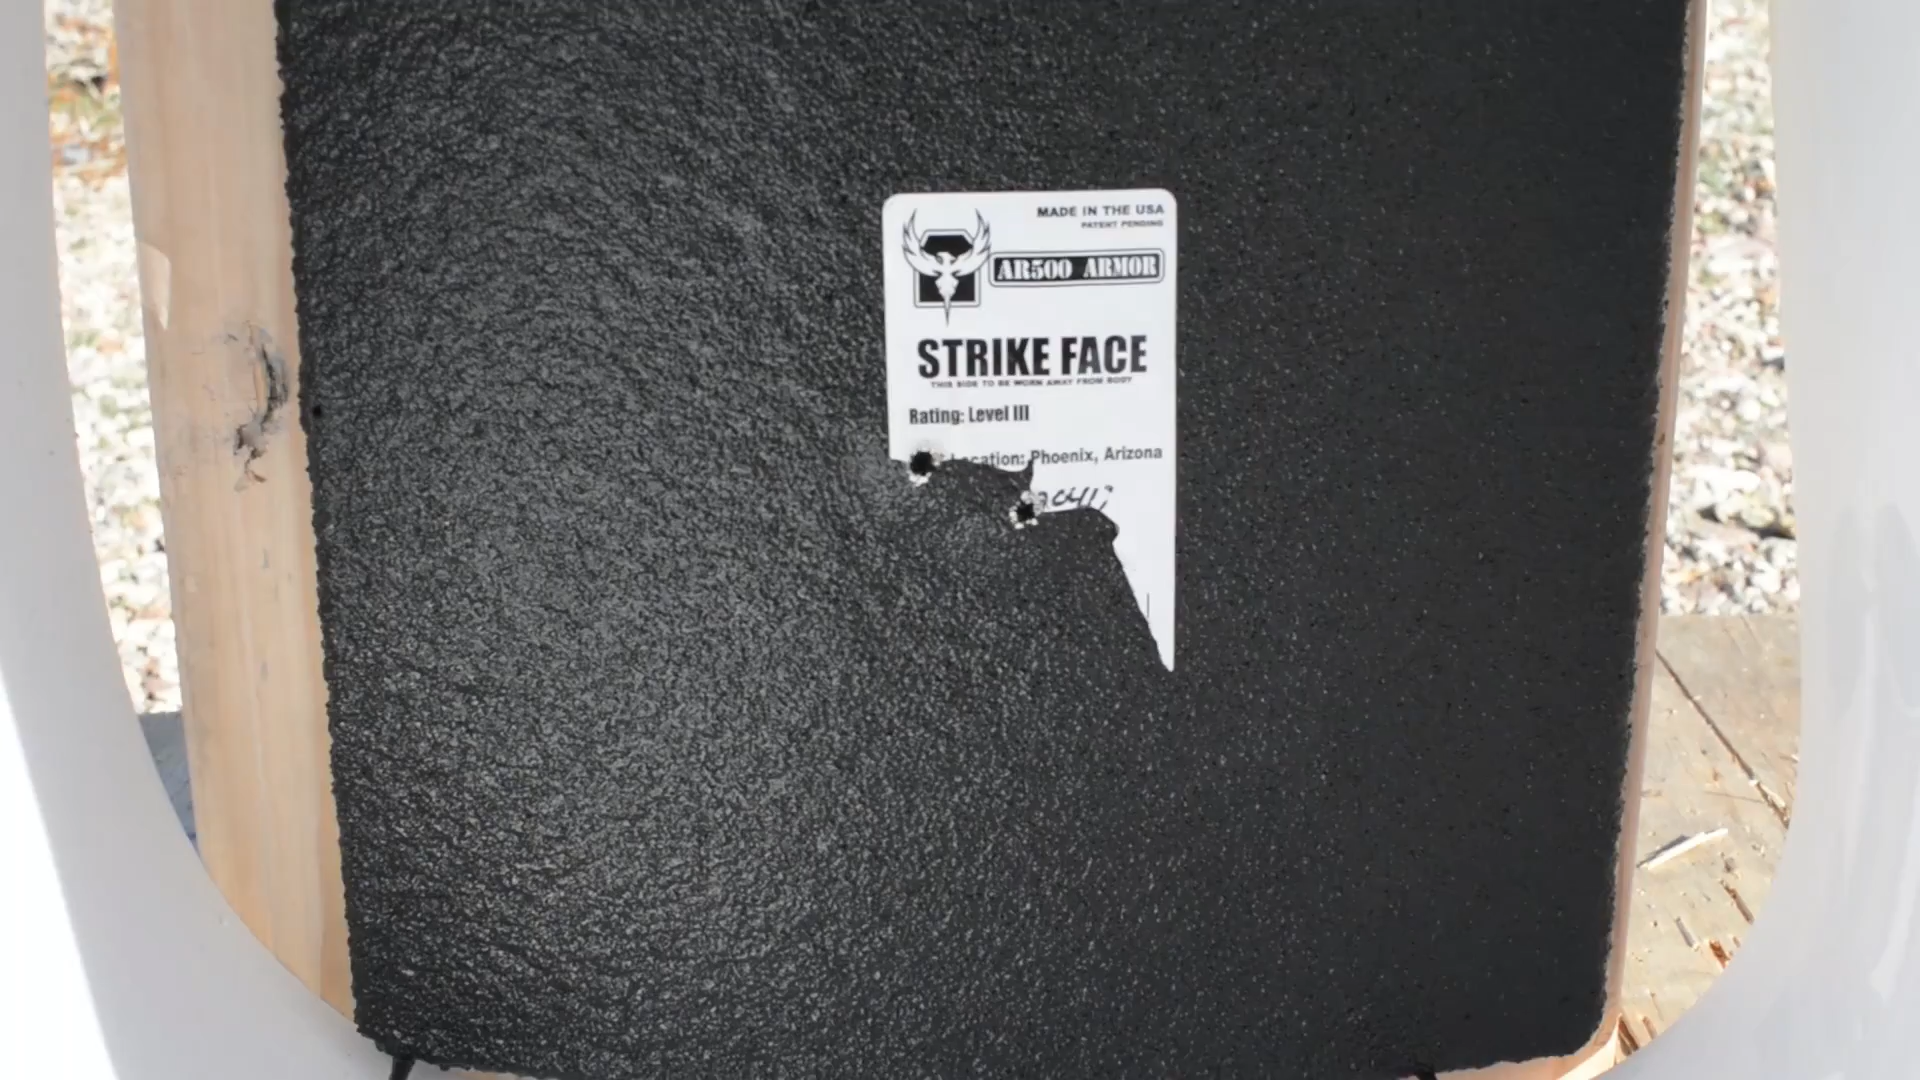 MADE IN THE USA
PATENT PENDING
AR500 ARMOR
STRIKE FACE
THIS SIDE TO BE WORN AWAY FROM BODY
Rating: Level III
Location: Phoenix, Arizona